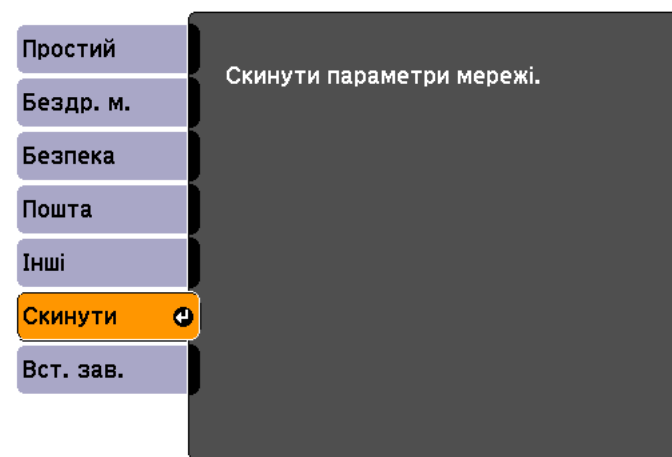 Простий
Бездр. м.
Безпека
Пошта
Інші
Скинути
Вст. зав.
Скинути параметри мережі.